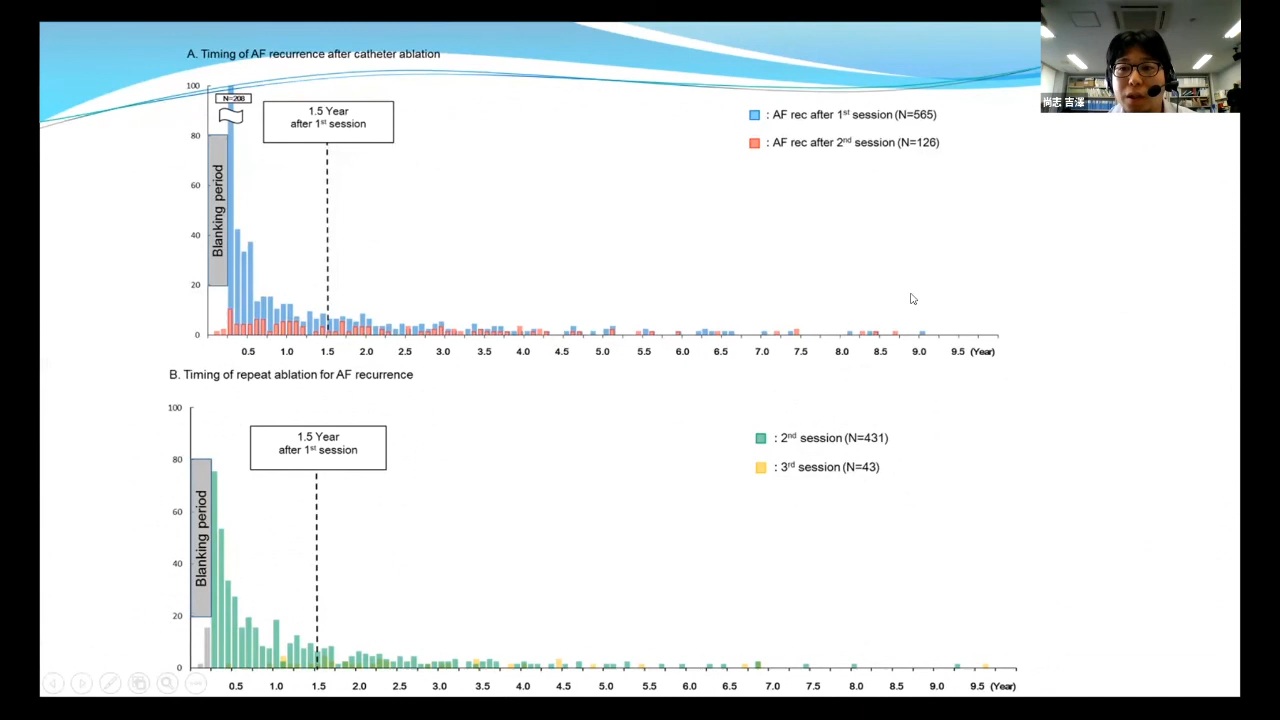 A. Timing of AF recurrence after catheter ablation
100
80
60
40
20
0
N=208
Blanking period
1.5 Year
after 1st session
: AF rec after 1st session (N=565)
: AF rec after 2nd session (N=126)
0.5 1.0 1.5 2.0 2.5 3.0 3.5 4.0 4.5 5.0 5.5 6.0 6.5 7.0 7.5 8.0 8.5 9.0 9.5 (Year)
B. Timing of repeat ablation for AF recurrence
100
80
60
40
20
0
Blanking period
1.5 Year
after 1st session
: 2nd session (N=431)
: 3rd session (N=43)
0.5 1.0 1.5 2.0 2.5 3.0 3.5 4.0 4.5 5.0 5.5 6.0 6.5 7.0 8.0 8.5 9.0 9.5 (Year)
尚志 吉澤